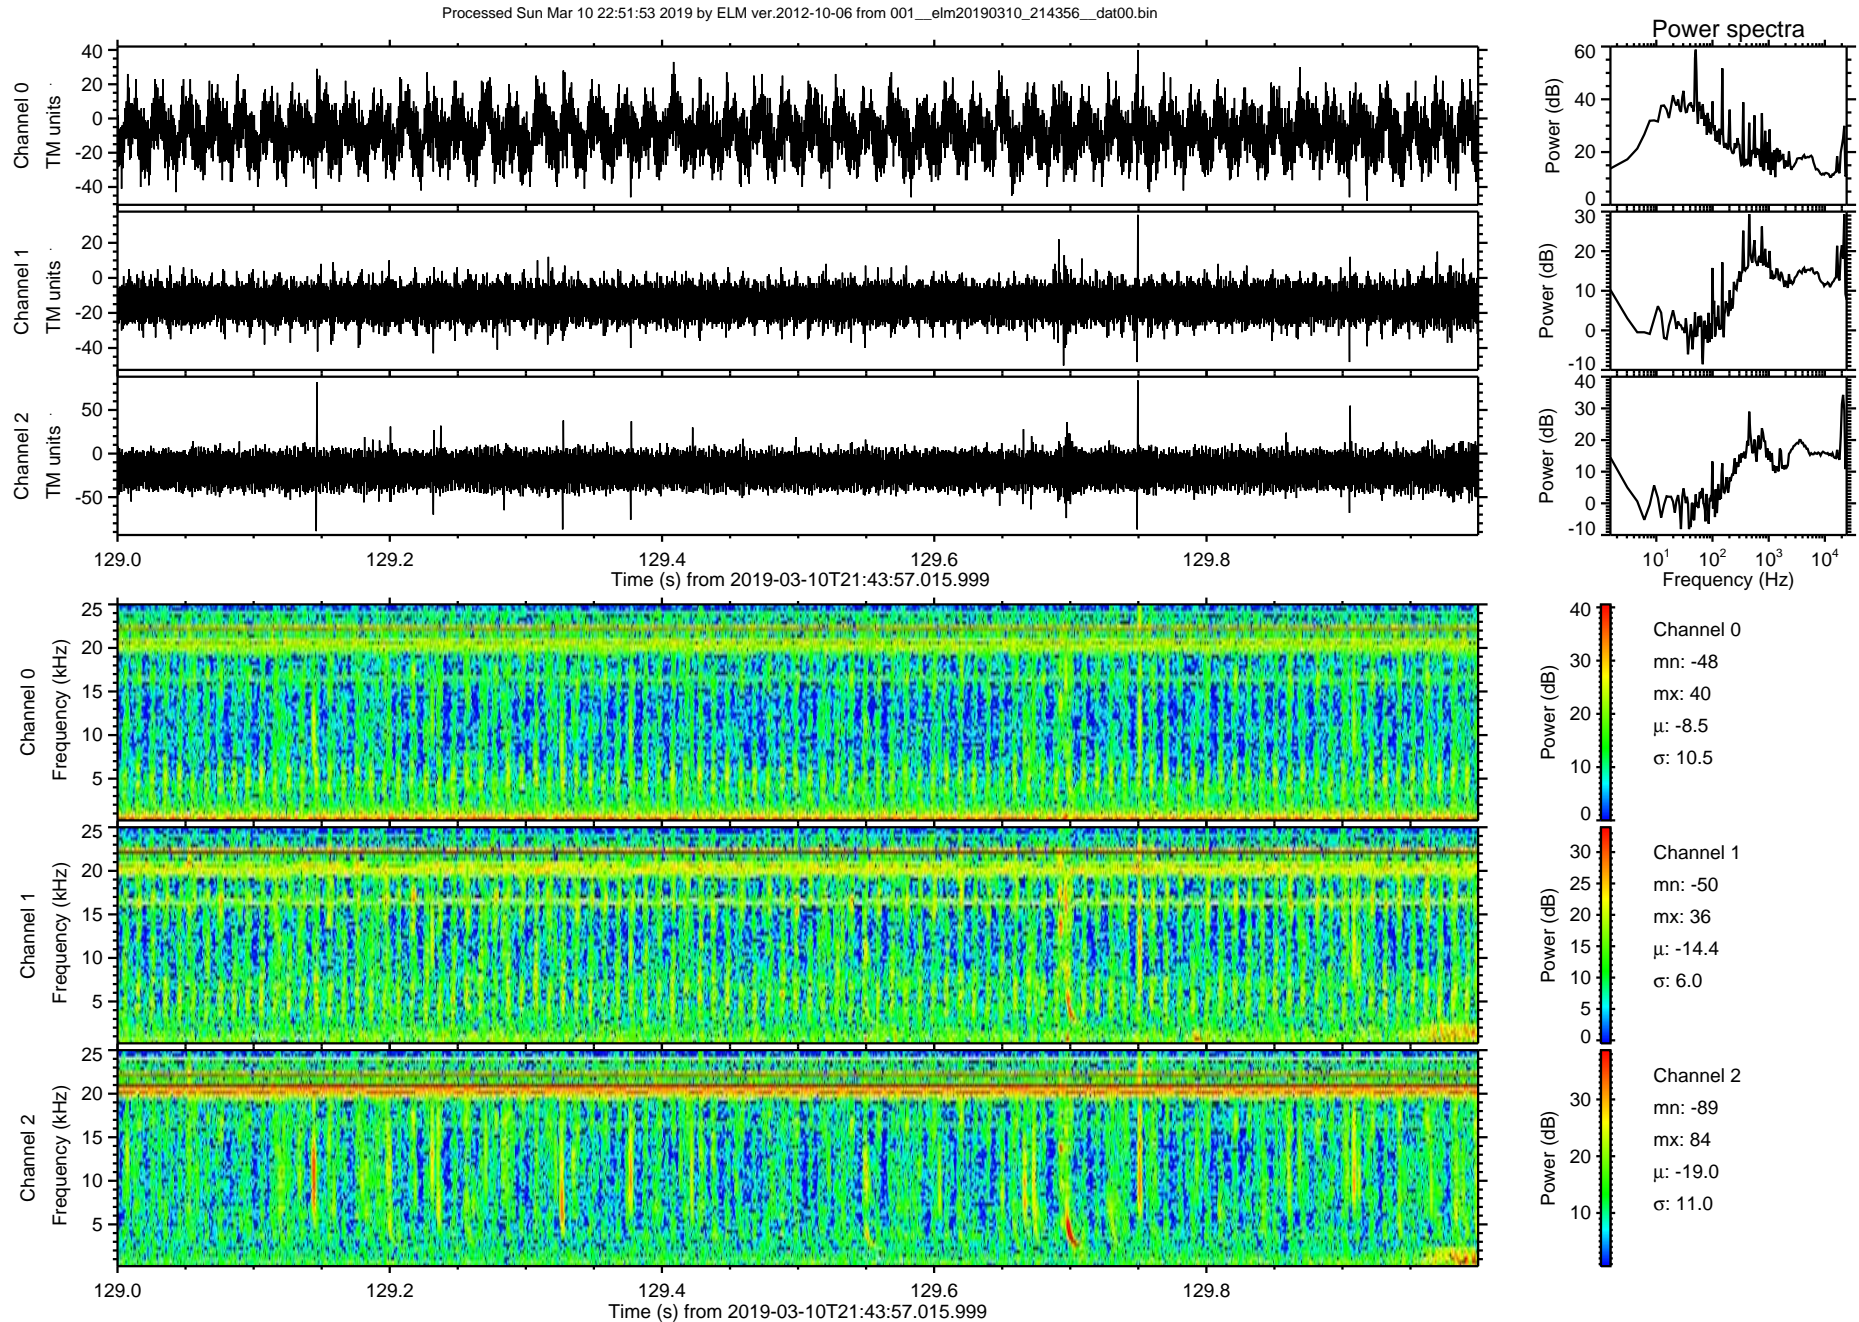 Processed Sun Mar 10 22:51:53 2019 by ELM ver.2012-10-06 from 001__elm20190310_214356__dat00.bin
Power spectra
Channel 0
TM units
40
20
0
-20
-40
Power (dB)
60
40
20
0
Channel 1
TM units
20
0
-20
-40
Power (dB)
30
20
10
0
-10
Channel 2
TM units
50
0
-50
Power (dB)
40
30
20
10
0
-10
129.0 129.2 129.4 129.6 129.8
Time (s) from 2019-03-10T21:43:57.015.999
10¹ 10² 10³ 10⁴
Frequency (Hz)
Channel 0
Frequency (kHz)
25
20
15
10
5
Power (dB)
40
30
20
10
0
Channel 0
mn: -48
mx: 40
µ: -8.5
σ: 10.5
Channel 1
Frequency (kHz)
25
20
15
10
5
Power (dB)
30
25
20
15
10
5
0
Channel 1
mn: -50
mx: 36
µ: -14.4
σ: 6.0
Channel 2
Frequency (kHz)
25
20
15
10
5
Power (dB)
30
20
10
Channel 2
mn: -89
mx: 84
µ: -19.0
σ: 11.0
129.0 129.2 129.4 129.6 129.8
Time (s) from 2019-03-10T21:43:57.015.999